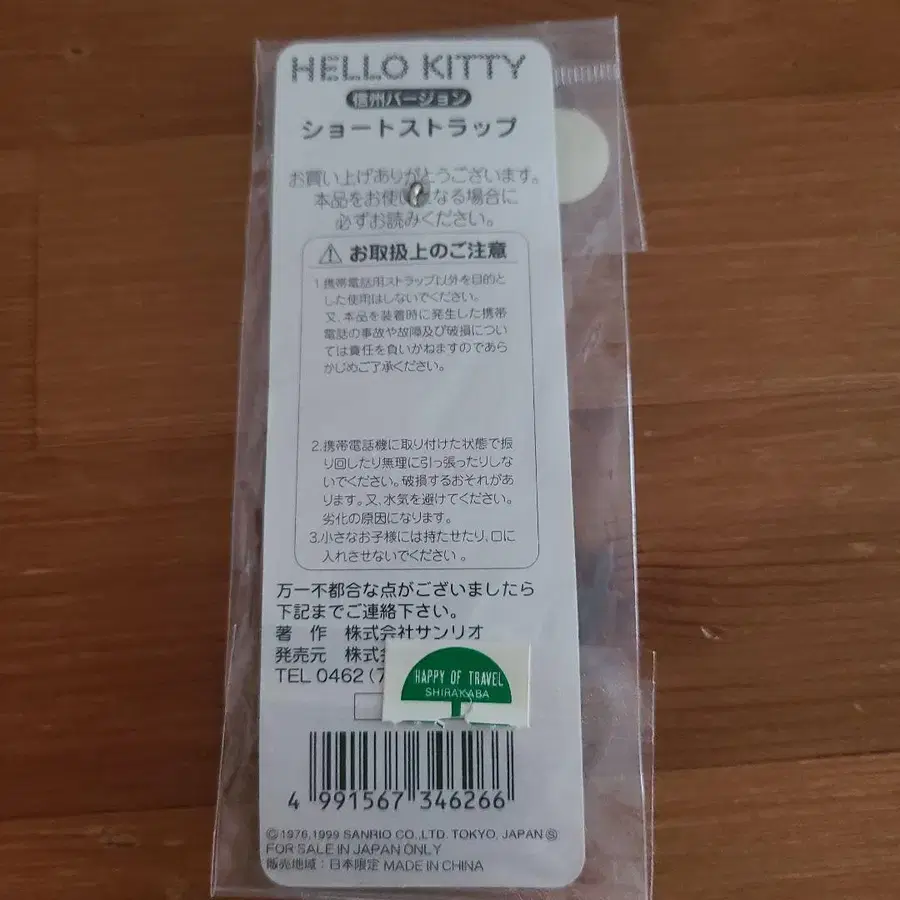 HELLO KITTY
信州バージョン
ショートストラップ
お買い上げありがとうございます。
本品をお使いになる場合に
必ずお読みください。
⚠ お取扱上のご注意
1.携帯電話用ストラップ以外を目的と
した使用はしないでください。
又、本品を装着時に発生した携帯
電話の事故や故障及び破損につい
ては責任を負いかねますのであら
かじめご了承ください。
2.携帯電話機に取り付けた状態で振
り回したり無理に引っ張ったりしな
いでください。破損するおそれがあ
ります。又、水気を避けてください。
劣化の原因になります。
3.小さなお子様には持たせたり、口に
入れさせないでください。
万一不都合な点がございましたら
下記までご連絡下さい。
著 作 株式会社サンリオ
発売元 株式
TEL 0462 (7
HAPPY OF TRAVEL
SHIRAKABA
4 991567 346266
© 1976,1999 SANRIO CO.,LTD. TOKYO, JAPAN Ⓢ
FOR SALE IN JAPAN ONLY
販売地域:日本限定 MADE IN CHINA